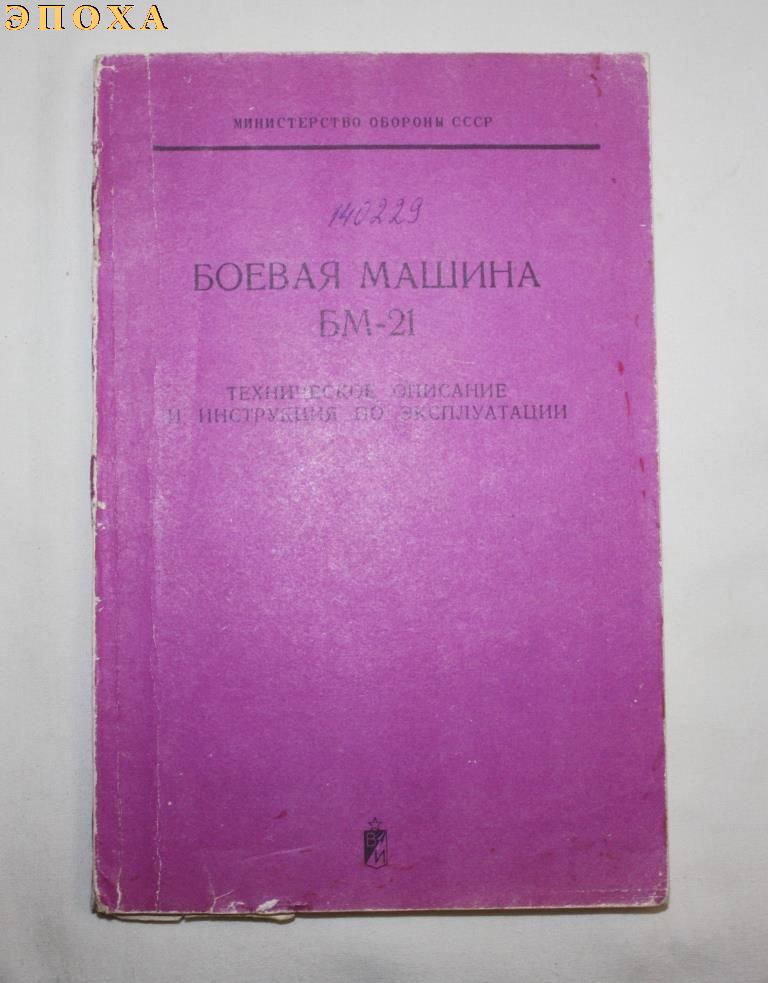 ЭПОХА
МИНИСТЕРСТВО ОБОРОНЫ СССР
140229
БОЕВАЯ МАШИНА
БМ-21
ТЕХНИЧЕСКОЕ ОПИСАНИЕ
И ИНСТРУКЦИЯ ПО ЭКСПЛУАТАЦИИ
В И